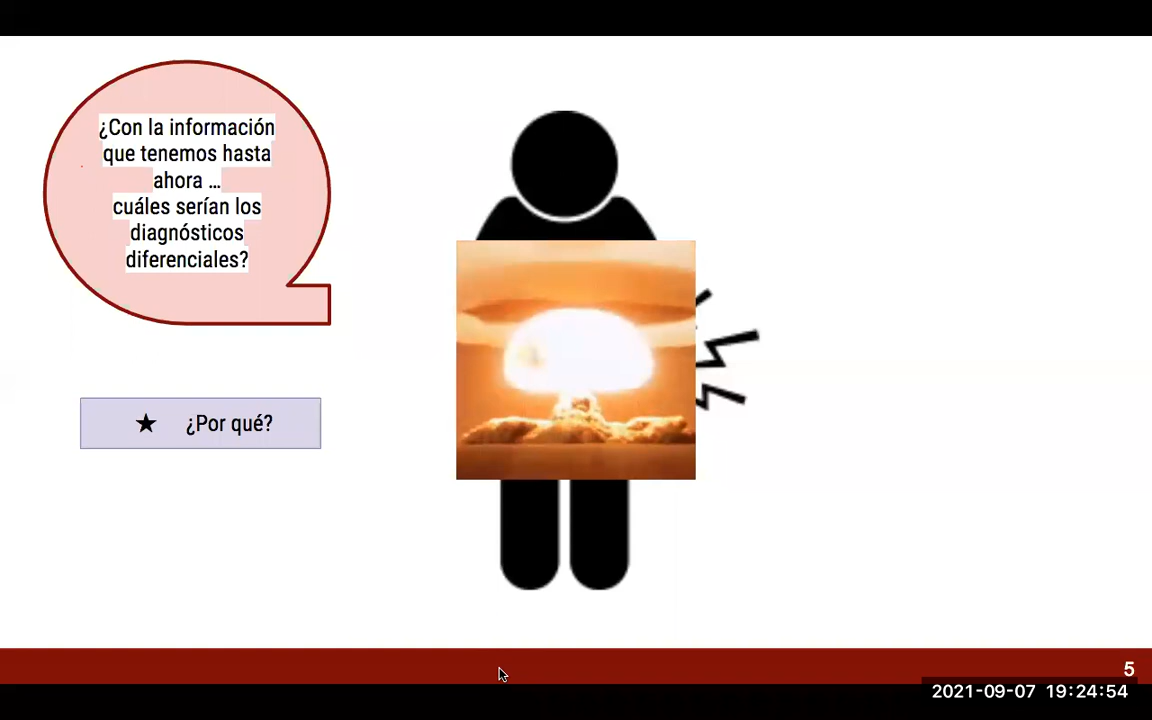 ¿Con la información
que tenemos hasta
ahora ...
cuáles serían los
diagnósticos
diferenciales?
★ ¿Por qué?
5
2021-09-07 19:24:54